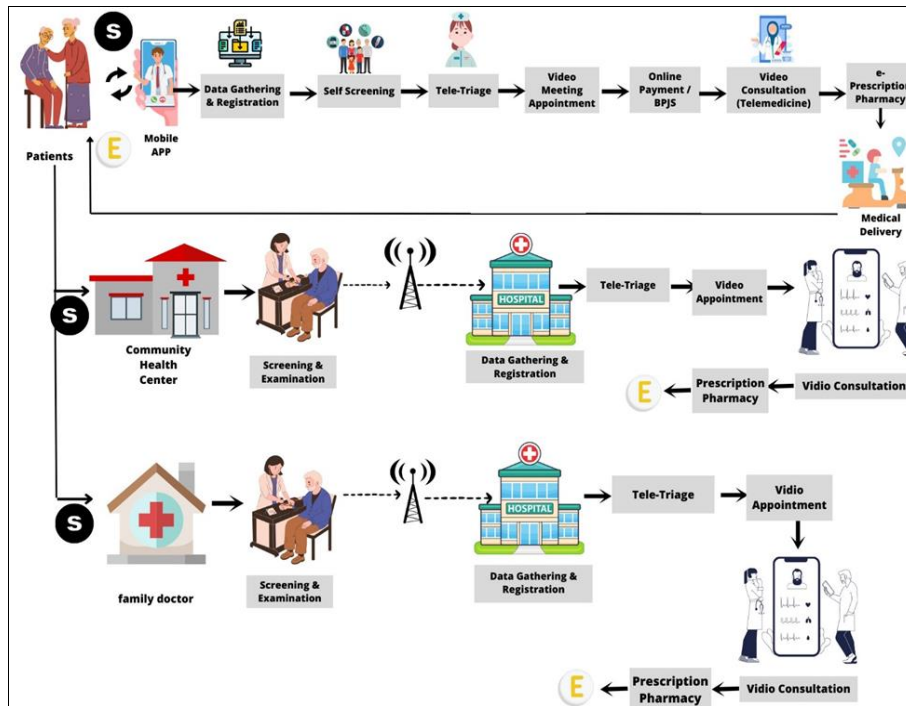 S
Data Gathering
& Registration
Self Screening
Tele-Triage
Video
Meeting
Appointment
Online
Payment /
BPJS
Video
Consultation
(Telemedicine)
e-
Prescription
Pharmacy
E
Mobile
APP
Patients
Medical
Delivery
S
Community
Health
Center
Screening &
Examination
HOSPITAL
Data Gathering &
Registration
Tele-Triage
Video
Appointment
Vidio Consultation
Prescription
Pharmacy
E
S
family doctor
Screening &
Examination
HOSPITAL
Data Gathering &
Registration
Tele-Triage
Vidio
Appointment
Vidio Consultation
Prescription
Pharmacy
E